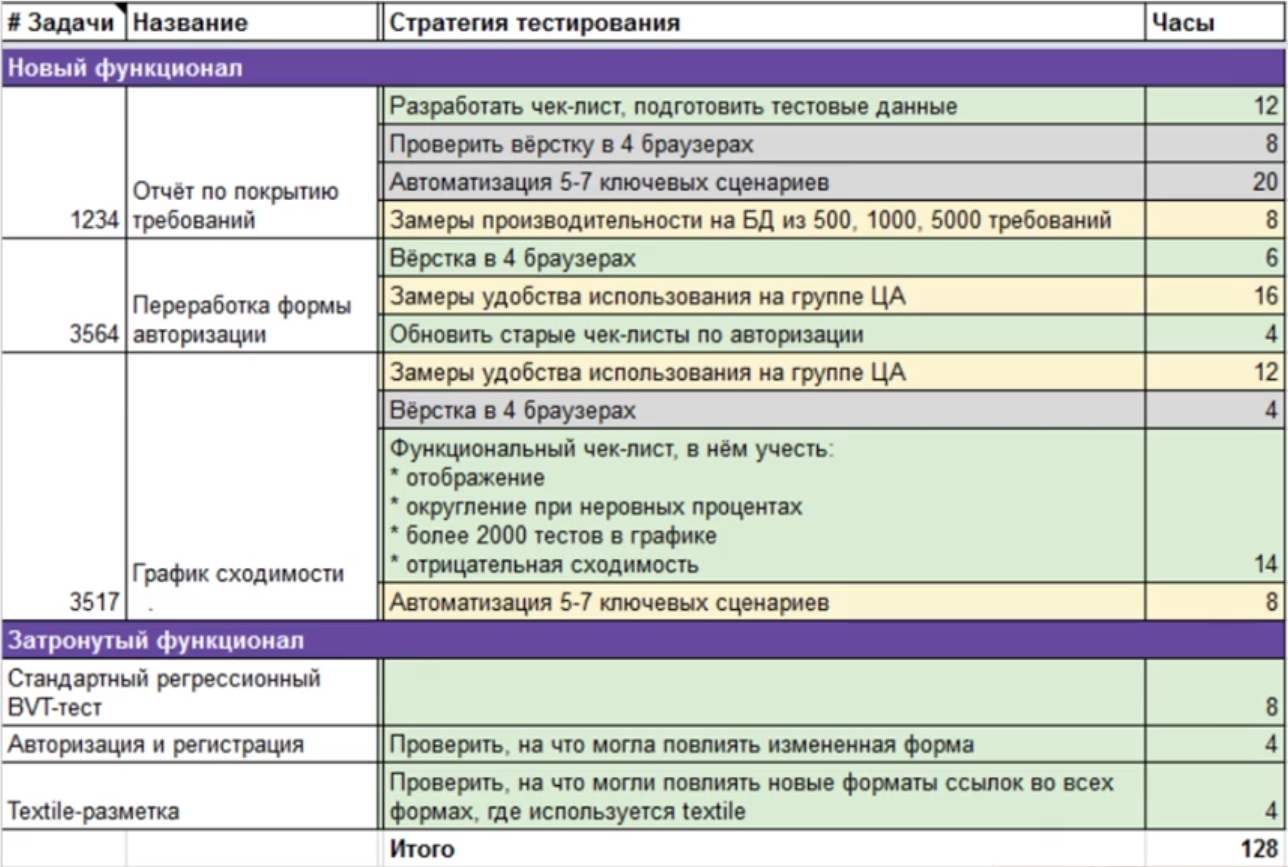 # Задачи Название Стратегия тестирования Часы
Новый функционал
Разработать чек-лист, подготовить тестовые данные 12
Проверить вёрстку в 4 браузерах 8
Автоматизация 5-7 ключевых сценариев 20
Отчёт по покрытию
1234 требований Замеры производительности на БД из 500, 1000, 5000 требований 8
Вёрстка в 4 браузерах 6
Переработка формы Замеры удобства использования на группе ЦА 16
3564 авторизации Обновить старые чек-листы по авторизации 4
Замеры удобства использования на группе ЦА 12
Вёрстка в 4 браузерах 4
Функциональный чек-лист, в нём учесть:
* отображение
* округление при неровных процентах
* более 2000 тестов в графике
* отрицательная сходимость 14
График сходимости
3517 . Автоматизация 5-7 ключевых сценариев 8
Затронутый функционал
Стандартный регрессионный
BVT-тест 8
Авторизация и регистрация Проверить, на что могла повлиять измененная форма 4
Проверить, на что могли повлиять новые форматы ссылок во всех
Textile-разметка формах, где используется textile 4
Итого 128